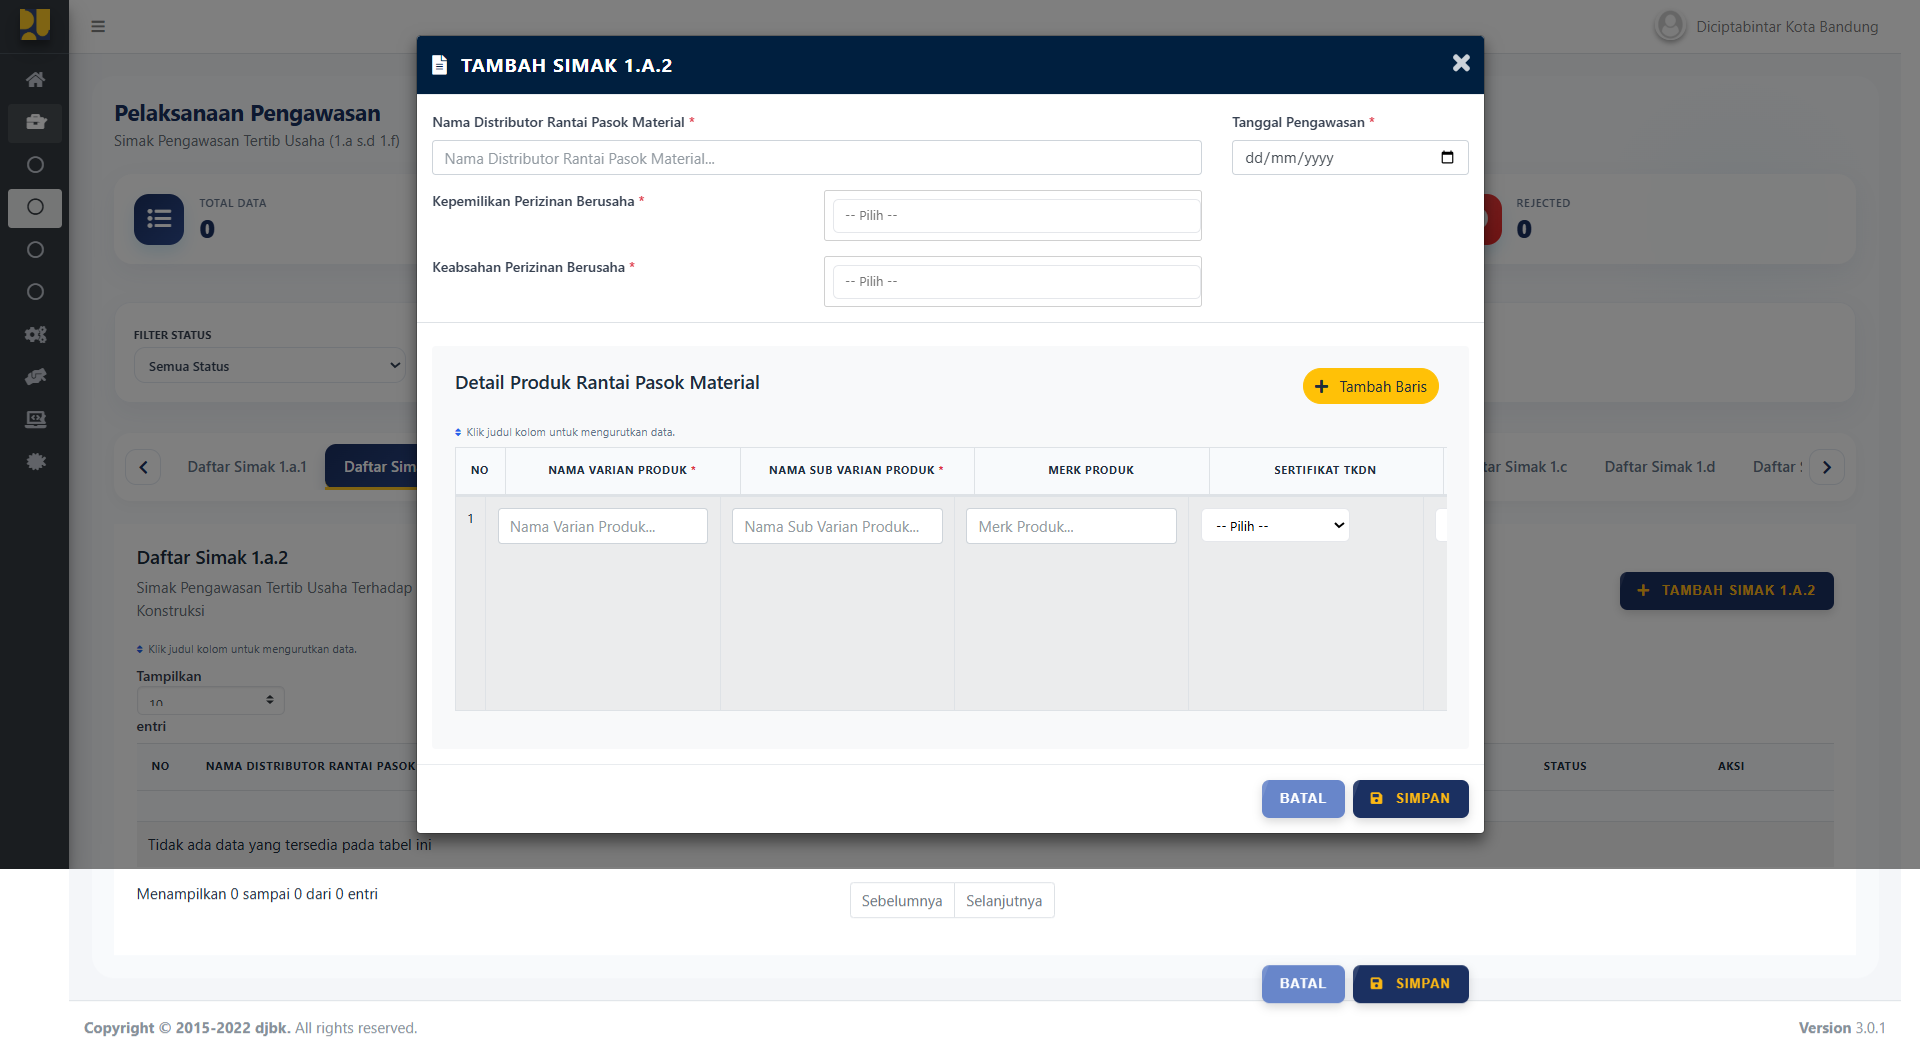 Diciptabintar Kota Bandung
TAMBAH SIMAK 1.A.2
Pelaksanaan Pengawasan
Simak Pengawasan Tertib Usaha (1.a s.d 1.f)
TOTAL DATA
0
REJECTED
0
FILTER STATUS
Semua Status
Daftar Simak 1.a.1
Daftar Sim
tar Simak 1.c
Daftar Simak 1.d
Daftar
Nama Distributor Rantai Pasok Material *
Nama Distributor Rantai Pasok Material...
Tanggal Pengawasan *
dd/mm/yyyy
Kepemilikan Perizinan Berusaha *
-- Pilih --
Keabsahan Perizinan Berusaha *
-- Pilih --
Detail Produk Rantai Pasok Material
+ Tambah Baris
Klik judul kolom untuk mengurutkan data.
NO
NAMA VARIAN PRODUK *
NAMA SUB VARIAN PRODUK *
MERK PRODUK
SERTIFIKAT TKDN
1
Nama Varian Produk...
Nama Sub Varian Produk...
Merk Produk...
-- Pilih --
BATAL
SIMPAN
Daftar Simak 1.a.2
Simak Pengawasan Tertib Usaha Terhadap
Konstruksi
+ TAMBAH SIMAK 1.A.2
Klik judul kolom untuk mengurutkan data.
Tampilkan
10
entri
NO
NAMA DISTRIBUTOR RANTAI PASOK
STATUS
AKSI
Tidak ada data yang tersedia pada tabel ini
Menampilkan 0 sampai 0 dari 0 entri
Sebelumnya
Selanjutnya
BATAL
SIMPAN
Copyright © 2015-2022 djbk. All rights reserved.
Version 3.0.1